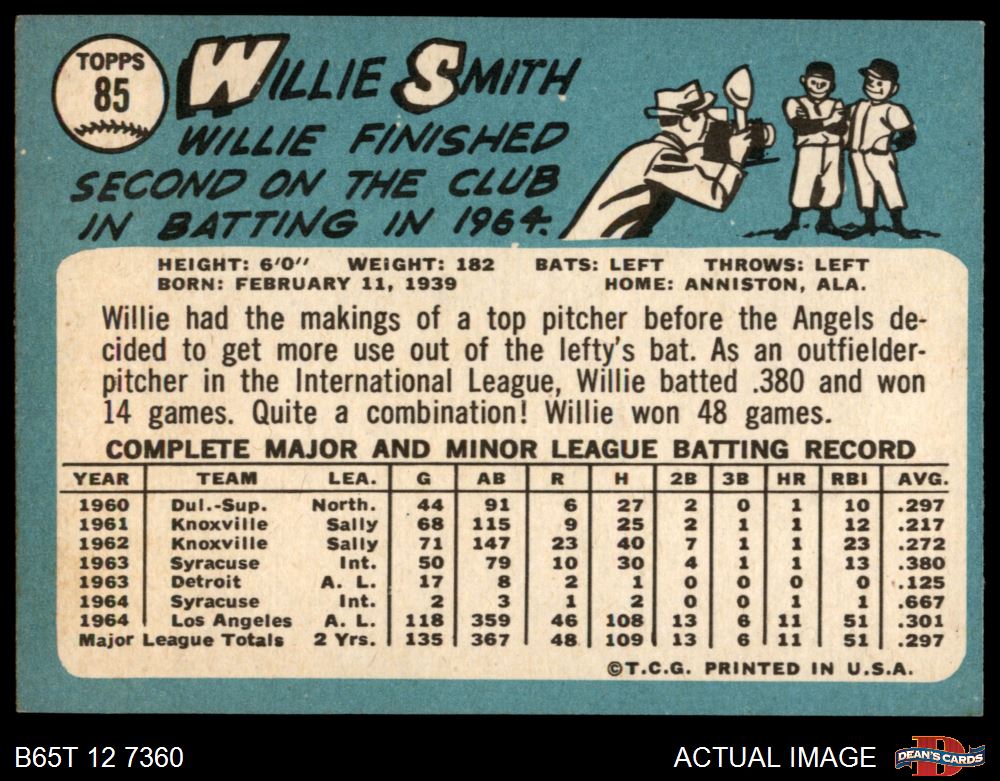 TOPPS
85
WILLIE SMITH
WILLIE FINISHED
SECOND ON THE CLUB
IN BATTING IN 1964.
HEIGHT: 6'0" WEIGHT: 182 BATS: LEFT THROWS: LEFT
BORN: FEBRUARY 11, 1939 HOME: ANNISTON, ALA.
Willie had the makings of a top pitcher before the Angels de-
cided to get more use out of the lefty's bat. As an outfielder-
pitcher in the International League, Willie batted .380 and won
14 games. Quite a combination! Willie won 48 games.
COMPLETE MAJOR AND MINOR LEAGUE BATTING RECORD
YEAR TEAM LEA. G AB R H 2B 3B HR RBI AVG.
1960 Dul.-Sup. North. 44 91 6 27 2 0 1 10 .297
1961 Knoxville Sally 68 115 9 25 2 1 1 12 .217
1962 Knoxville Sally 71 147 23 40 7 1 1 23 .272
1963 Syracuse Int. 50 79 10 30 4 1 1 13 .380
1963 Detroit A. L. 17 8 2 1 0 0 0 0 .125
1964 Syracuse Int. 2 3 1 2 0 0 1 1 .667
1964 Los Angeles A. L. 118 359 46 108 13 6 11 51 .301
Major League Totals 2 Yrs. 135 367 48 109 13 6 11 51 .297
©T.C.G. PRINTED IN U.S.A.
B65T 12 7360 ACTUAL IMAGE DEAN'S CARDS